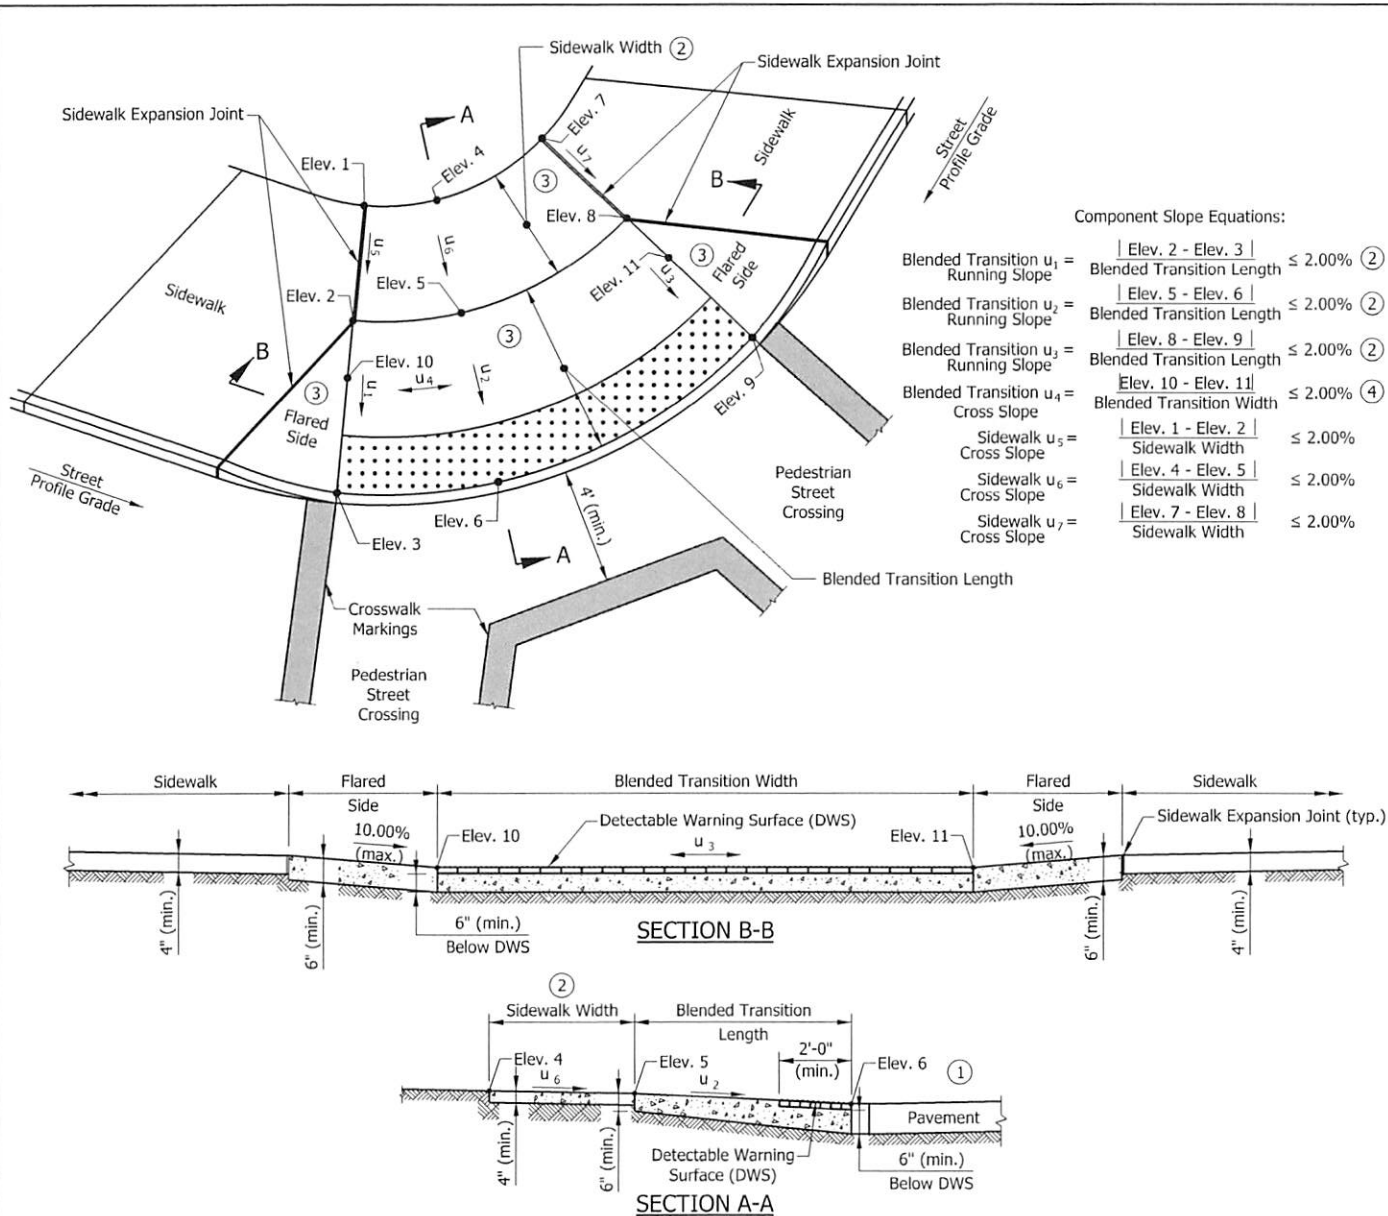 Sidewalk Width ②
Sidewalk Expansion Joint
Sidewalk Expansion Joint
A
Elev. 7
Elev. 1
Elev. 4
u7
Sidewalk
Street
Profile Grade
③
B
Elev. 8
u5
u6
Elev. 11
③
Flared
Side
u3
Sidewalk
Elev. 2
Elev. 5
③
B
Elev. 10
u1
u4
u2
③
Flared
Side
Elev. 9
Street
Profile Grade
Elev. 6
Elev. 3
A
4' (min.)
Pedestrian
Street
Crossing
Blended Transition Length
Crosswalk
Markings
Pedestrian
Street
Crossing
Component Slope Equations:
Blended Transition u1 = | Elev. 2 - Elev. 3 | ≤ 2.00% ②
Running Slope Blended Transition Length
Blended Transition u2 = | Elev. 5 - Elev. 6 | ≤ 2.00% ②
Running Slope Blended Transition Length
Blended Transition u3 = | Elev. 8 - Elev. 9 | ≤ 2.00% ②
Running Slope Blended Transition Length
Blended Transition u4 = |Elev. 10 - Elev. 11| ≤ 2.00% ④
Cross Slope Blended Transition Width
Sidewalk u5 = | Elev. 1 - Elev. 2 | ≤ 2.00%
Cross Slope Sidewalk Width
Sidewalk u6 = | Elev. 4 - Elev. 5 | ≤ 2.00%
Cross Slope Sidewalk Width
Sidewalk u7 = | Elev. 7 - Elev. 8 | ≤ 2.00%
Cross Slope Sidewalk Width
Sidewalk Flared Blended Transition Width Flared Sidewalk
Side Side
10.00%
(max.)
Elev. 10
Detectable Warning Surface (DWS)
u 3
Elev. 11
10.00%
(max.)
Sidewalk Expansion Joint (typ.)
4" (min.)
6" (min.)
6" (min.)
Below DWS
SECTION B-B
6" (min.)
4" (min.)
②
Sidewalk Width Blended Transition
Length
2'-0"
(min.)
Elev. 4
u 6
Elev. 5
u 2
Elev. 6
①
Pavement
4" (min.)
6" (min.)
Detectable Warning
Surface (DWS)
6" (min.)
Below DWS
SECTION A-A